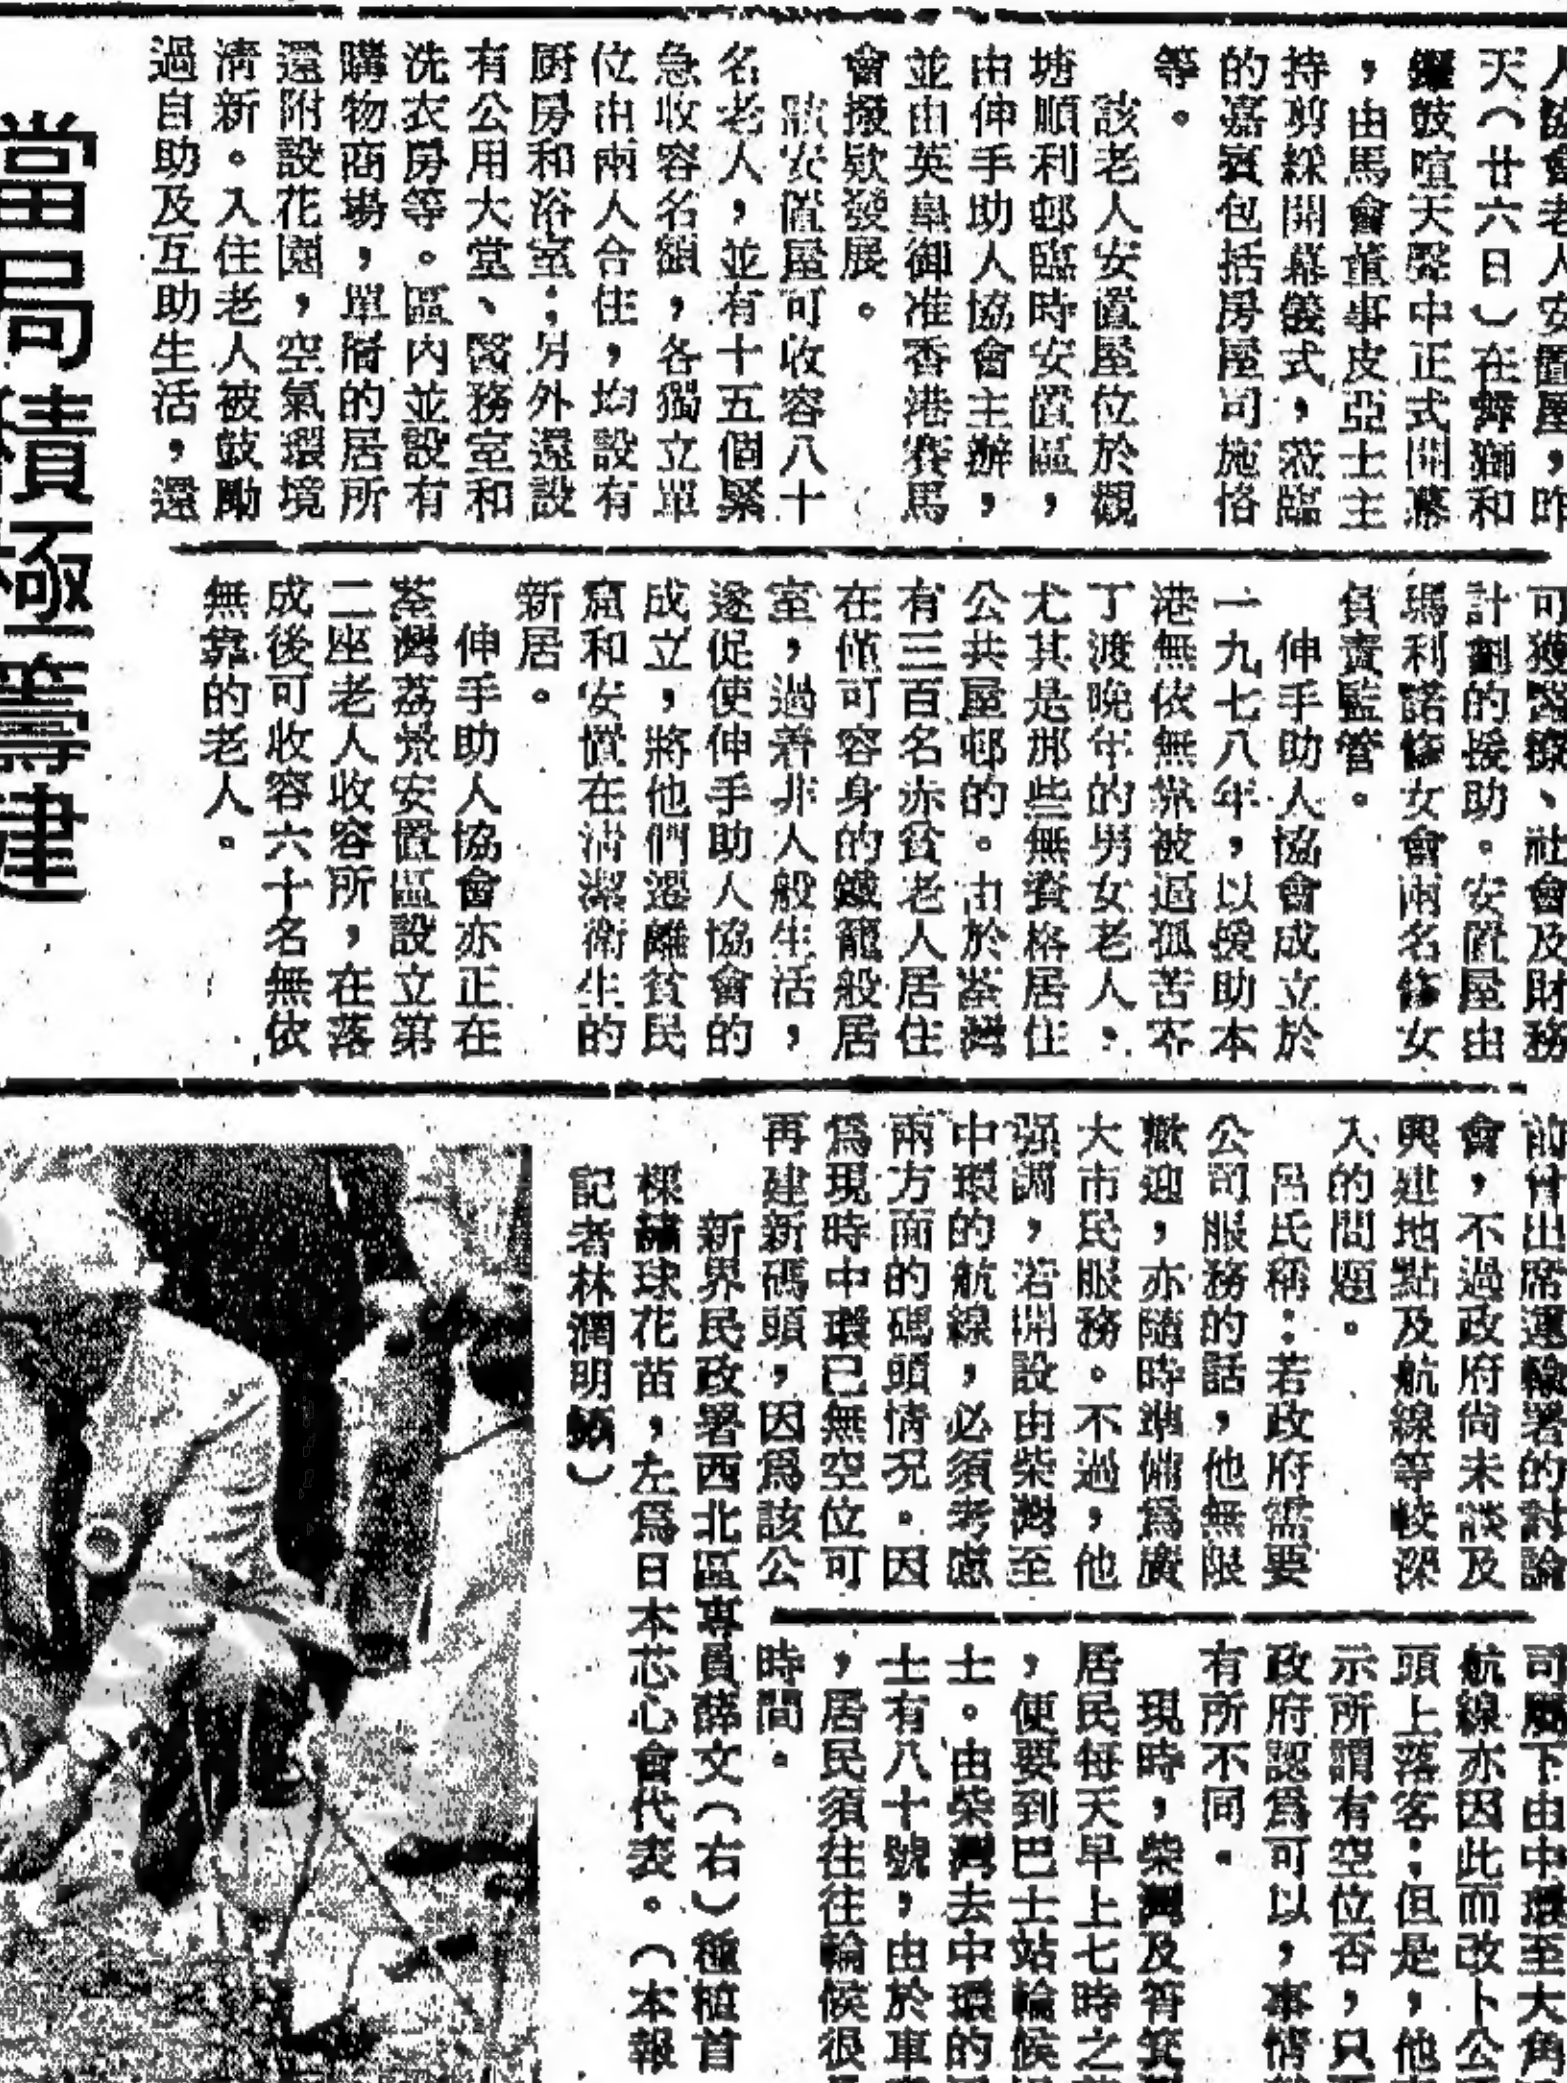 人協會老人安置屋，昨
天（廿六日）在舞獅和
鑼鼓喧天聲中正式開幕
，由馬會董事皮亞士主
持剪綵開幕儀式，蒞臨
的嘉賓包括房屋司施恪
等。
該老人安置屋位於觀
塘順利邨臨時安置區，
由伸手助人協會主辦，
並由英皇御准香港賽馬
會撥欵發展。
該安置屋可收容八十
名老人，並有十五個緊
急收容名額，各獨立單
位由兩人合住，均設有
厨房和浴室；另外還設
有公用大堂、醫務室和
洗衣房等。區內並設有
購物商場，單層的居所
還附設花園，空氣環境
清新。入住老人被鼓勵
過自助及互助生活，還
可獲醫療、社會及財務
計劃的援助。安置屋由
瑪利諾修女會兩名修女
負責監管。
伸手助人協會成立於
一九七八年，以援助本
港無依無靠被逼孤苦零
丁渡晚年的男女老人，
尤其是那些無資格居住
公共屋邨的。由於荃灣
有三百名赤貧老人居住
在僅可容身的鐵籠般居
室，過着非人般生活，
遂促使伸手助人協會的
成立，將他們遷離貧民
窟和安置在清潔衛生的
新居。
伸手助人協會亦正在
荃灣荔景安置區設立第
二座老人收容所，在落
成後可收容六十名無依
無靠的老人。
當局積極籌建
前曾出席運輸署的討論
會，不過政府尚未談及
興建地點及航線等較深
入的問題。
呂氏稱：若政府需要
公司服務的話，他無限
歡迎，亦隨時準備為廣
大市民服務。不過，他
强調，若開設由柴灣至
中環的航線，必須考慮
兩方面的碼頭情况。因
爲現時中環已無空位可
再建新碼頭，因爲該公
司屬下由中環至大角
航線亦因此而改卜公
頭上落客；但是，他
示所謂有空位否，只
政府認爲可以，事情
有所不同。
現時，柴灣及筲箕
居民每天早上七時之
，便要到巴士站輪候
士。由柴灣去中環的
士有八十號，由於車
，居民須往往輪候很
時間。
新界民政署西北區專員薛文（右）種植首
棵繡球花苗，左爲日本芯心會代表。（本報
記者林潤明攝）